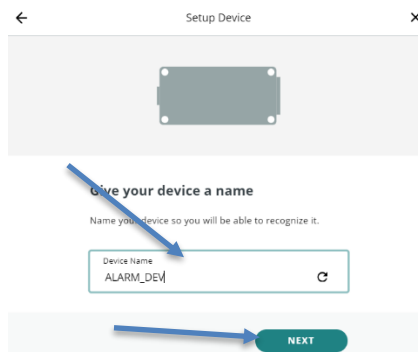 Setup Device
Give your device a name
Name your device so you will be able to recognize it.
Device Name
ALARM_DEV
NEXT